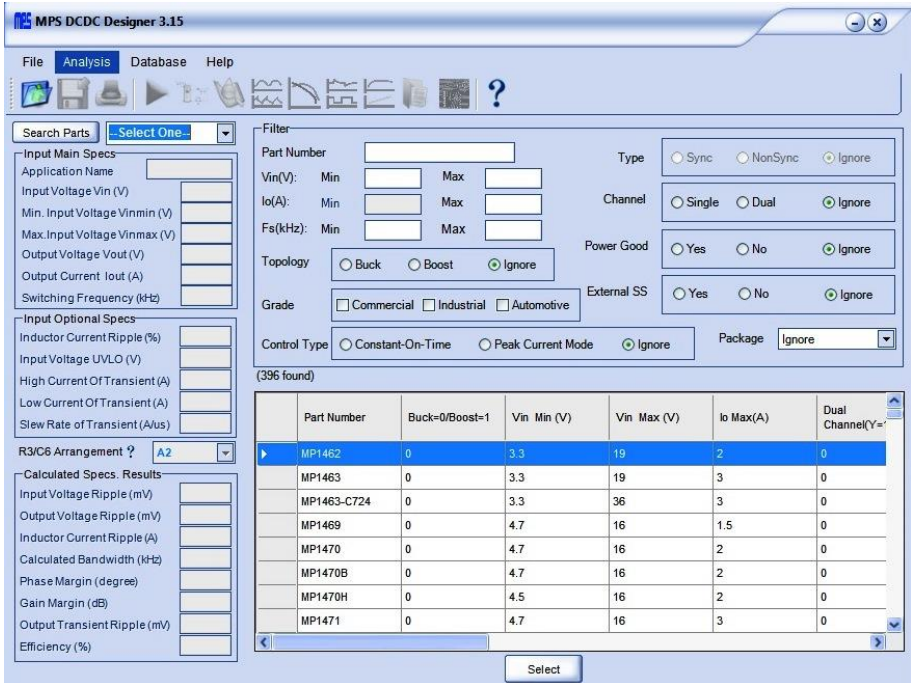 mps MPS DCDC Designer 3.15
File Analysis Database Help
?
Search Parts --Select One--
Input Main Specs
Application Name
Input Voltage Vin (V)
Min. Input Voltage Vinmin (V)
Max.Input Voltage Vinmax (V)
Output Voltage Vout (V)
Output Current Iout (A)
Switching Frequency (kHz)
Input Optional Specs
Inductor Current Ripple (%)
Input Voltage UVLO (V)
High Current Of Transient (A)
Low Current Of Transient (A)
Slew Rate of Transient (A/us)
R3/C6 Arrangement ? A2
Calculated Specs. Results
Input Voltage Ripple (mV)
Output Voltage Ripple (mV)
Inductor Current Ripple (A)
Calculated Bandwidth (kHz)
Phase Margin (degree)
Gain Margin (dB)
Output Transient Ripple (mV)
Efficiency (%)
Filter
Part Number
Vin(V): Min Max
Io(A): Min Max
Fs(kHz): Min Max
Topology Buck Boost Ignore
Grade Commercial Industrial Automotive
Control Type Constant-On-Time Peak Current Mode Ignore
Type Sync NonSync Ignore
Channel Single Dual Ignore
Power Good Yes No Ignore
External SS Yes No Ignore
Package Ignore
(396 found)
Part Number Buck=0/Boost=1 Vin Min (V) Vin Max (V) Io Max(A) Dual Channel(Y=
MP1462 0 3.3 19 2 0
MP1463 0 3.3 19 3 0
MP1463-C724 0 3.3 36 3 0
MP1469 0 4.7 16 1.5 0
MP1470 0 4.7 16 2 0
MP1470B 0 4.7 16 2 0
MP1470H 0 4.5 16 2 0
MP1471 0 4.7 16 3 0
Select